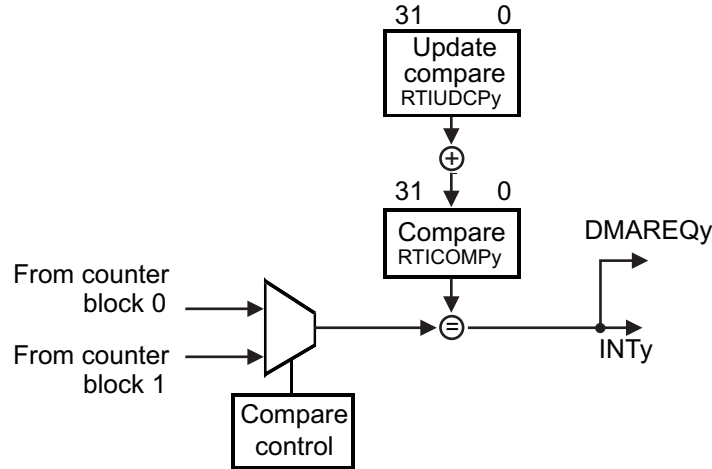 31 0
Update
compare
RTIUDCPy
+
31 0
Compare
RTICOMPy
DMAREQy
From counter
block 0
=
INTy
From counter
block 1
Compare
control